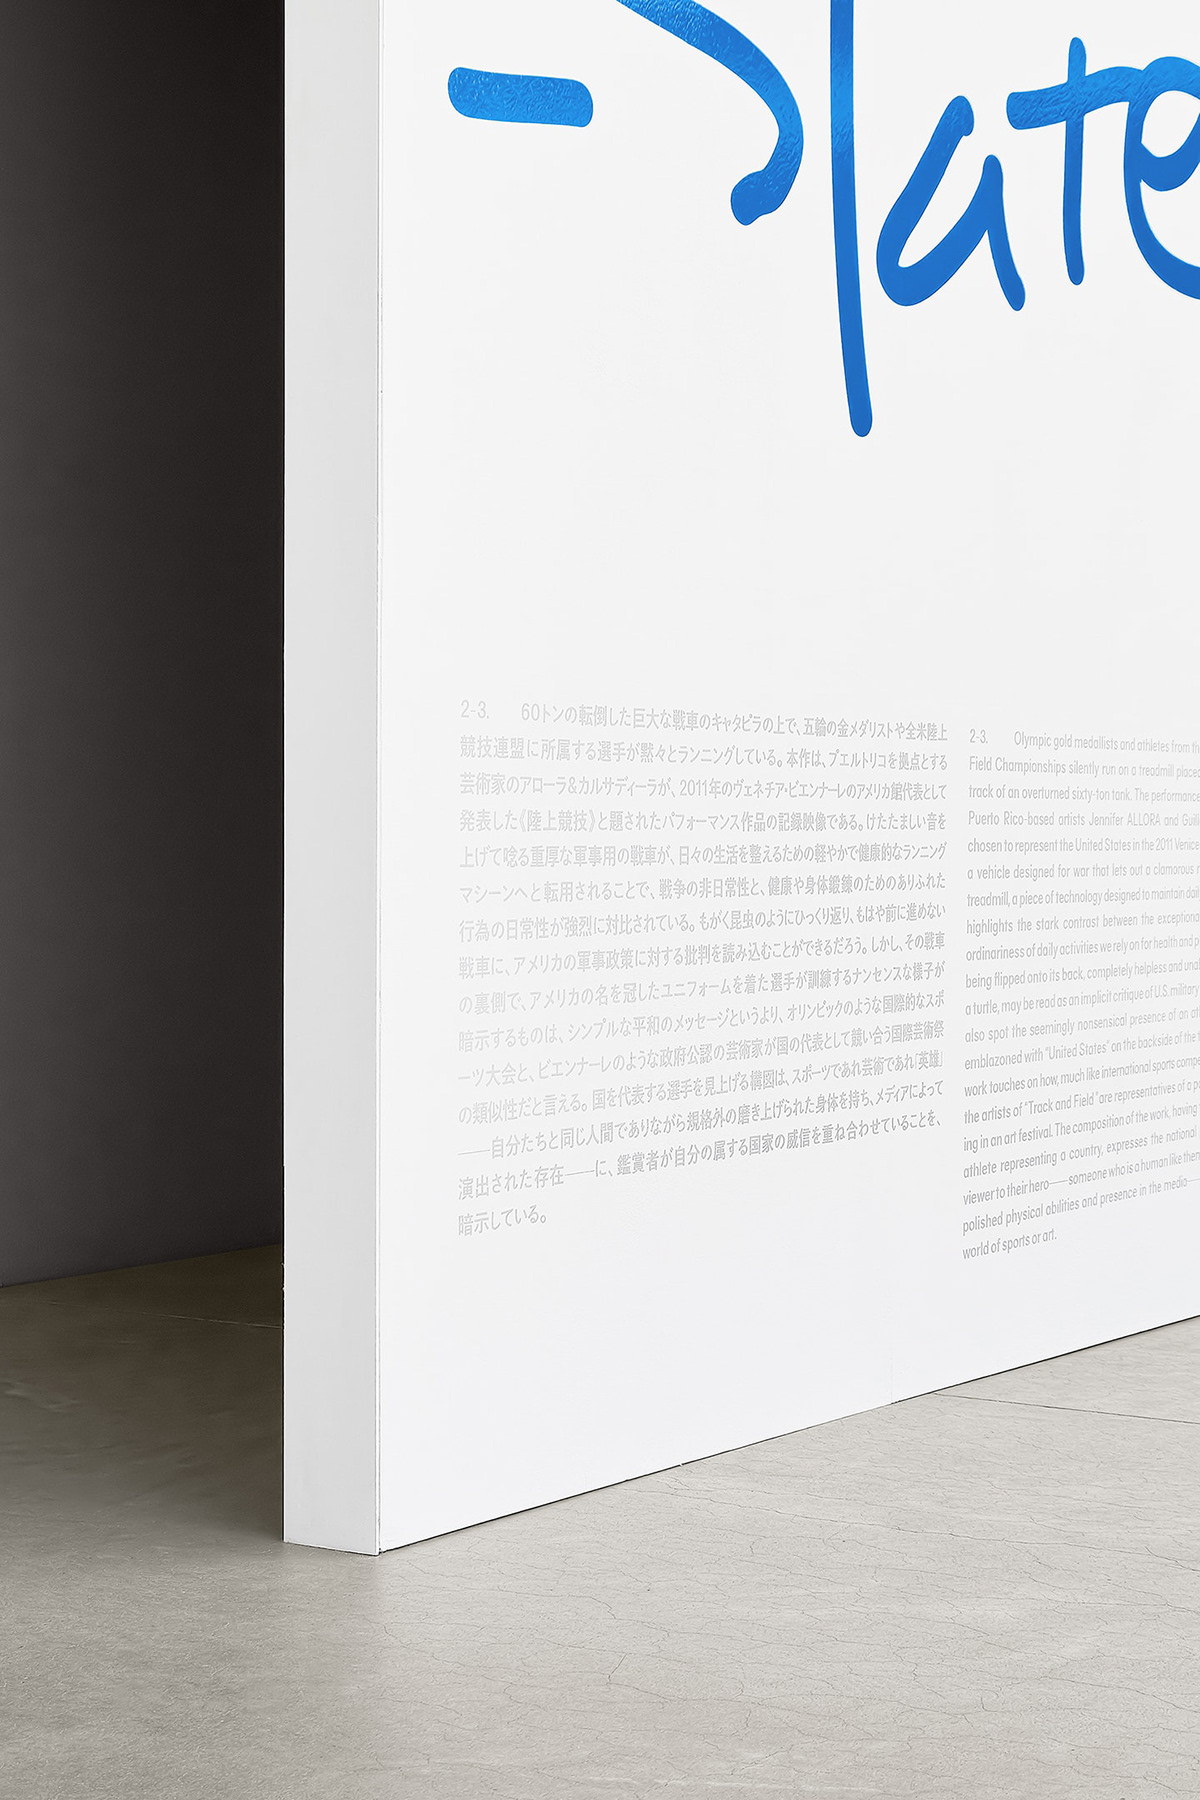 state
2-3. 60トンの転倒した巨大な戦車のキャタピラの上で、五輪の金メダリストや全米陸上
競技連盟に所属する選手が黙々とランニングしている。本作は、プエルトリコを拠点とする
芸術家のアローラ&カルサディーラが、2011年のヴェネチア・ビエンナーレのアメリカ館代表として
発表した《陸上競技》と題されたパフォーマンス作品の記録映像である。けたたましい音を
上げて唸る重厚な軍事用の戦車が、日々の生活を整えるための軽やかで健康的なランニング
マシーンへと転用されることで、戦争の非日常性と、健康や身体鍛錬のためのありふれた
行為の日常性が強烈に対比されている。もがく昆虫のようにひっくり返り、もはや前に進めない
戦車に、アメリカの軍事政策に対する批判を読み込むことができるだろう。しかし、その戦車
の裏側で、アメリカの名を冠したユニフォームを着た選手が訓練するナンセンスな様子が
暗示するものは、シンプルな平和のメッセージというより、オリンピックのような国際的なスポ
ーツ大会と、ビエンナーレのような政府公認の芸術家が国の代表として競い合う国際芸術祭
の類似性だと言える。国を代表する選手を見上げる構図は、スポーツであれ芸術であれ「英雄」
——自分たちと同じ人間でありながら規格外の磨き上げられた身体を持ち、メディアによって
演出された存在——に、鑑賞者が自分の属する国家の威信を重ね合わせていることを、
暗示している。
2-3. Olympic gold medallists and athletes from
Field Championships silently run on a treadmill placed
track of an overturned sixty-ton tank. The performance
Puerto Rico-based artists Jennifer ALLORA and
chosen to represent the United States in the 2011 Venice
a vehicle designed for war that lets out a clamorous
treadmill, a piece of technology designed to maintain
highlights the stark contrast between the
ordinariness of daily activities we rely on for health and
being flipped onto its back, completely helpless and
a turtle, may be read as an implicit critique of U.S. military
also spot the seemingly nonsensical presence of an
emblazoned with "United States" on the backside of the
work touches on how, much like international sports
the artists of "Track and Field" are representatives of a
ing in an art festival. The composition of the work, having
athlete representing a country, expresses the national
viewer to their hero——someone who is a human like
polished physical abilities and presence in the media——
world of sports or art.